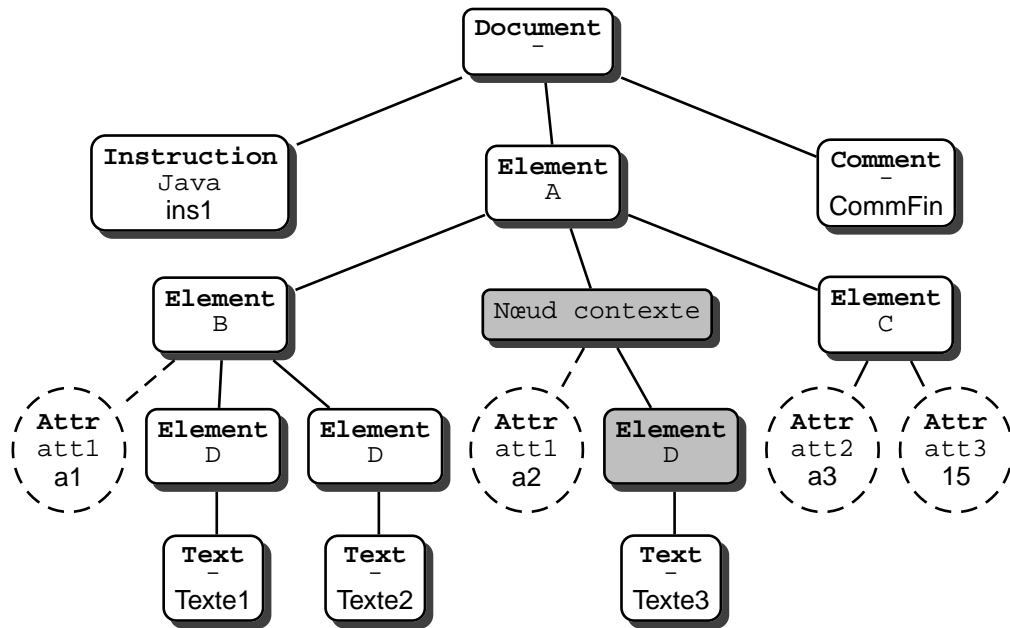 Document
-
Instruction
Java
ins1
Element
A
Comment
-
CommFin
Element
B
Nœud contexte
Element
C
Attr
att1
a1
Element
D
Element
D
Attr
att1
a2
Element
D
Attr
att2
a3
Attr
att3
15
Text
-
Texte1
Text
-
Texte2
Text
-
Texte3